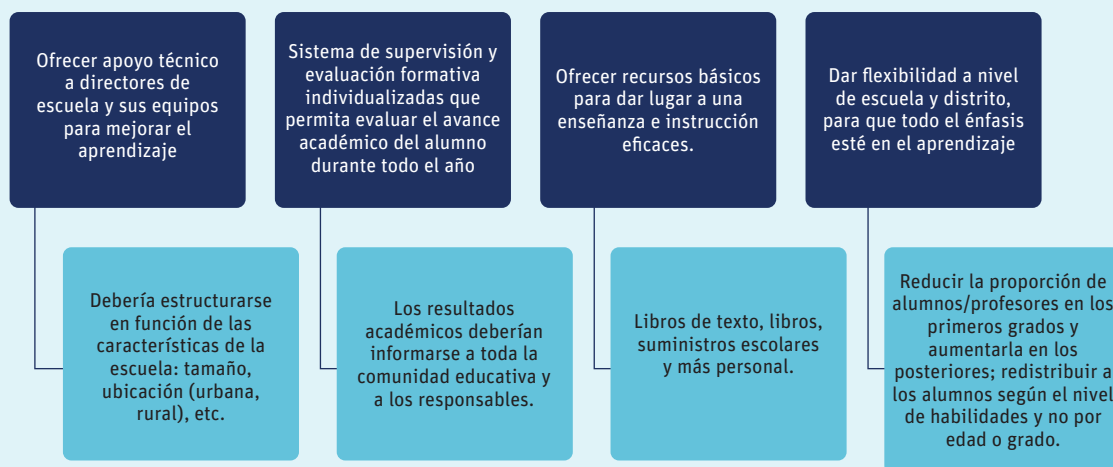 Ofrecer apoyo técnico
a directores de
escuela y sus equipos
para mejorar el
aprendizaje
Sistema de supervisión y
evaluación formativa
individualizadas que
permita evaluar el avance
académico del alumno
durante todo el año
Ofrecer recursos básicos
para dar lugar a una
enseñanza e instrucción
eficaces.
Dar flexibilidad a nivel
de escuela y distrito,
para que todo el énfasis
esté en el aprendizaje
Debería estructurarse
en función de las
características de la
escuela: tamaño,
ubicación (urbana,
rural), etc.
Los resultados
académicos deberían
informarse a toda la
comunidad educativa y
a los responsables.
Libros de texto, libros,
suministros escolares
y más personal.
Reducir la proporción de
alumnos/profesores en los
primeros grados y
aumentarla en los
posteriores; redistribuir a
los alumnos según el nivel
de habilidades y no por
edad o grado.